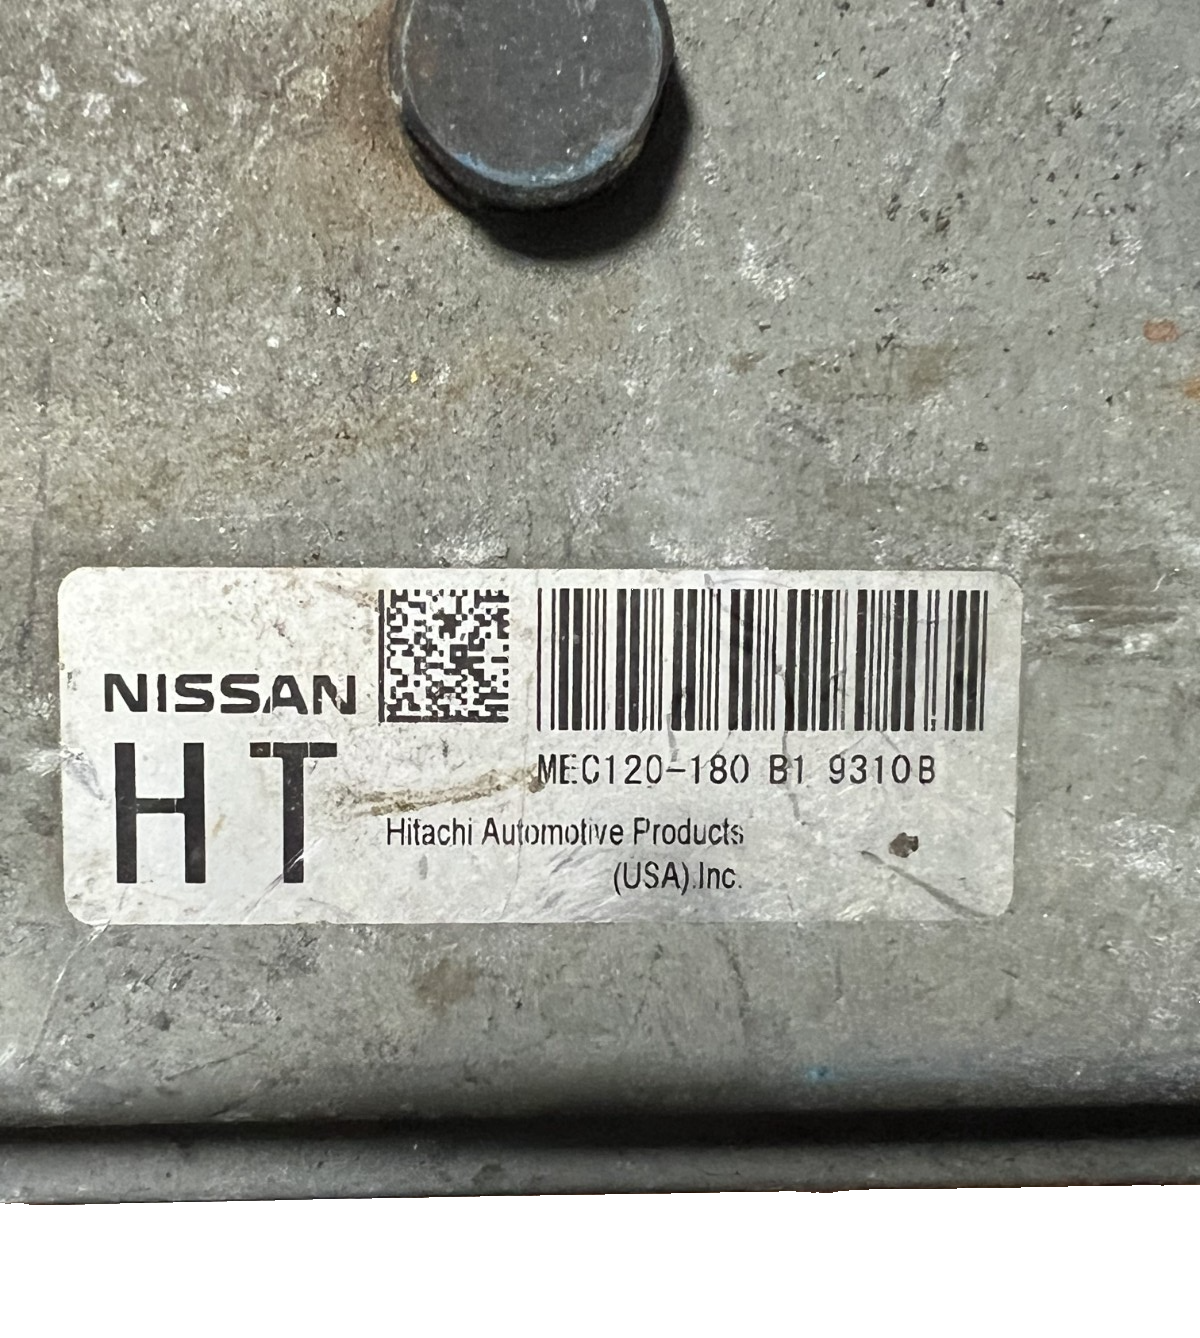 NISSAN
HT
MEC120-180 B1 9310B
Hitachi Automotive Products
(USA).Inc.